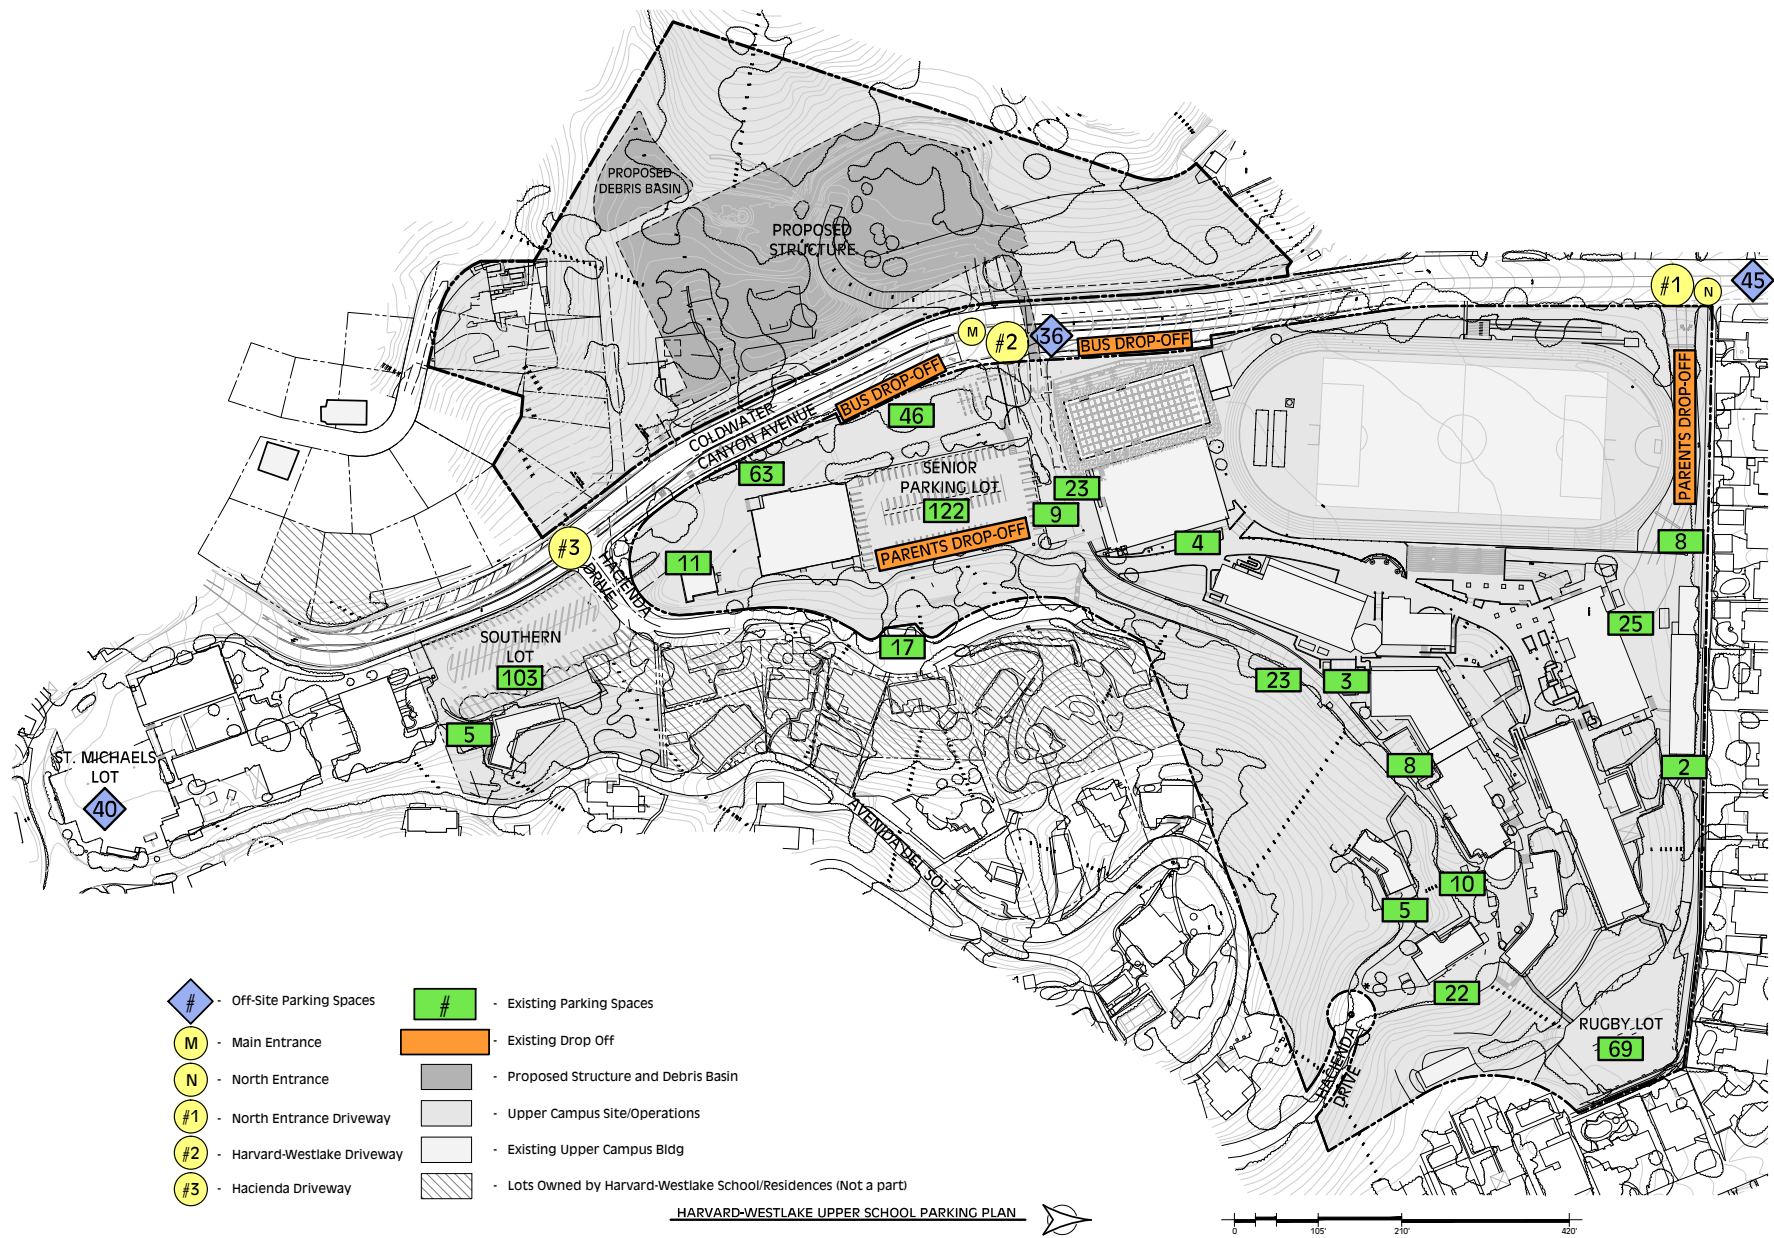 PROPOSED
DEBRIS BASIN
PROPOSED
STRUCTURE
#1
N
45
M
#2
36
BUS DROP-OFF
BUS DROP-OFF
PARENTS DROP-OFF
46
COLDWATER
CANYON AVENUE
63
SENIOR
PARKING LOT
122
23
9
PARENTS DROP-OFF
4
8
#3
HACIENDA
DRIVE
11
25
SOUTHERN
LOT
103
17
23
3
5
ST. MICHAELS
LOT
40
8
2
AVENIDA DEL SOL
10
5
22
RUGBY LOT
69
HACIENDA
DRIVE
# - Off-Site Parking Spaces
M - Main Entrance
N - North Entrance
#1 - North Entrance Driveway
#2 - Harvard-Westlake Driveway
#3 - Hacienda Driveway
# - Existing Parking Spaces
- Existing Drop Off
- Proposed Structure and Debris Basin
- Upper Campus Site/Operations
- Existing Upper Campus Bldg
- Lots Owned by Harvard-Westlake School/Residences (Not a part)
HARVARD-WESTLAKE UPPER SCHOOL PARKING PLAN
0 105' 210' 420'